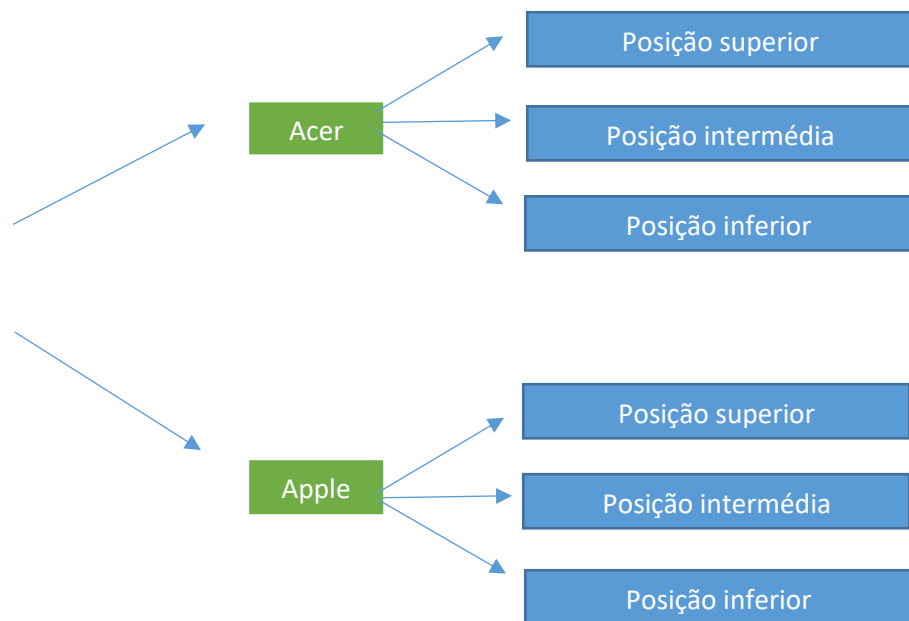 Posição superior
Acer
Posição intermédia
Posição inferior
Posição superior
Apple
Posição intermédia
Posição inferior